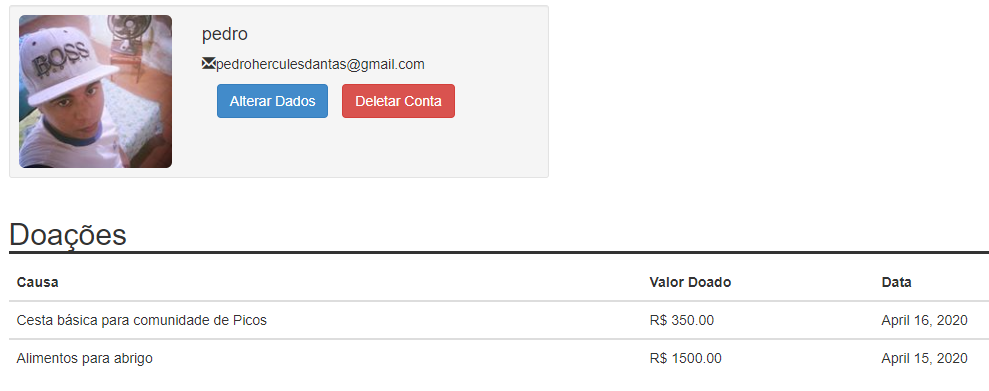 BOSS
pedro
pedroherculesdantas@gmail.com
Alterar Dados Deletar Conta
Doações
Causa Valor Doado Data
Cesta básica para comunidade de Picos R$ 350.00 April 16, 2020
Alimentos para abrigo R$ 1500.00 April 15, 2020